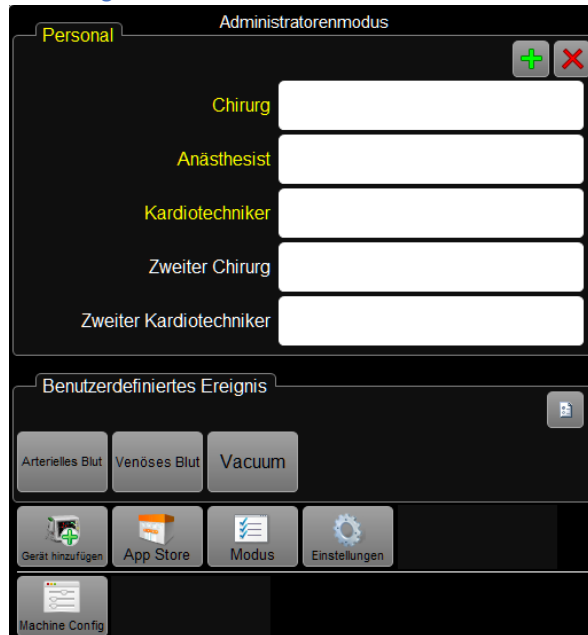 Administratorenmodus
Personal
Chirurg
Anästhesist
Kardiotechniker
Zweiter Chirurg
Zweiter Kardiotechniker
Benutzerdefiniertes Ereignis
Arterielles Blut Venöses Blut Vacuum
Gerät hinzufügen App Store Modus Einstellungen
Machine Config